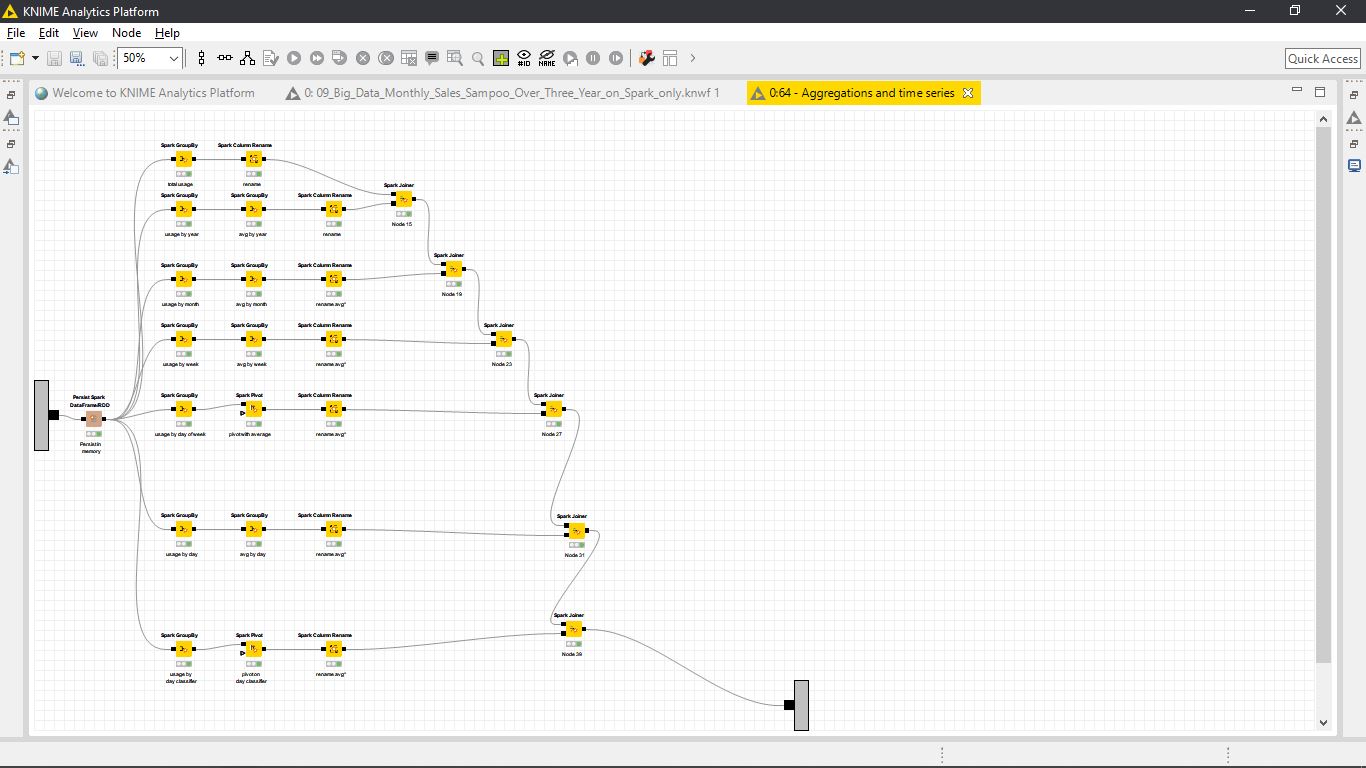 KNIME Analytics Platform
File Edit View Node Help
50%
#ID
NAME
Quick Access
Welcome to KNIME Analytics Platform
0: 09_Big_Data_Monthly_Sales_Sampoo_Over_Three_Year_on_Spark_only.knwf 1
0:64 - Aggregations and time series
Spark GroupBy
Spark Column Rename
total usage
rename
Spark GroupBy
Spark GroupBy
Spark Column Rename
Spark Joiner
usage by year
avg by year
rename
Node 15
Spark GroupBy
Spark GroupBy
Spark Column Rename
Spark Joiner
usage by month
avg by month
rename avg*
Node 19
Spark GroupBy
Spark GroupBy
Spark Column Rename
Spark Joiner
usage by week
avg by week
rename avg*
Node 23
Persist Spark
DataFrame/RDD
Persist in
memory
Spark GroupBy
Spark Pivot
Spark Column Rename
Spark Joiner
usage by day of week
pivot with average
rename avg*
Node 27
Spark GroupBy
Spark GroupBy
Spark Column Rename
Spark Joiner
usage by day
avg by day
rename avg*
Node 31
Spark GroupBy
Spark Pivot
Spark Column Rename
Spark Joiner
usage by
day classifier
pivot on
day classifier
rename avg*
Node 39